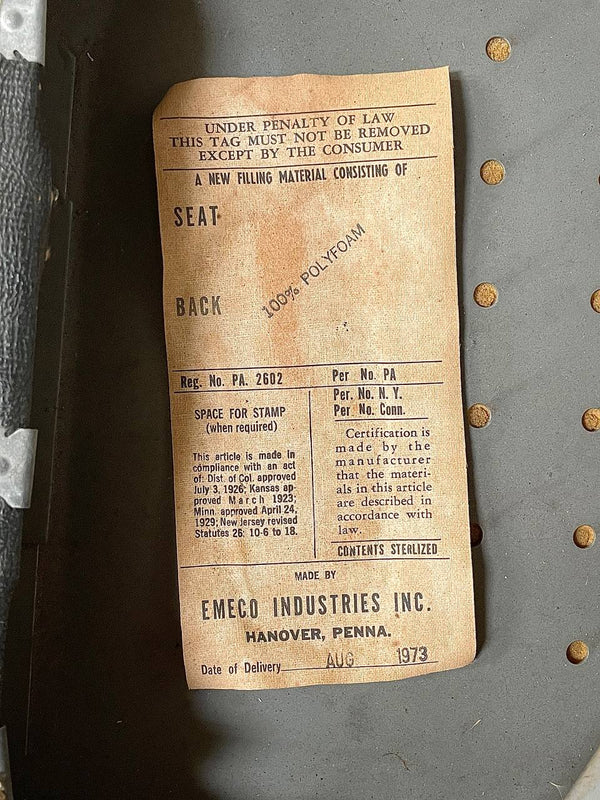 UNDER PENALTY OF LAW
THIS TAG MUST NOT BE REMOVED
EXCEPT BY THE CONSUMER
A NEW FILLING MATERIAL CONSISTING OF
SEAT
100% POLYFOAM
BACK
Reg. No. PA. 2602
Per No. PA
Per. No. N. Y.
Per No. Conn.
SPACE FOR STAMP
(when required)
This article is made in
compliance with an act
of: Dist. of Col. approved
July 3, 1926; Kansas ap-
proved March 1923;
Minn. approved April 24,
1929; New Jersey revised
Statutes 26: 10-6 to 18.
Certification is
made by the
manufacturer
that the materi-
als in this article
are described in
accordance with
law.
CONTENTS STERLIZED
MADE BY
EMECO INDUSTRIES INC.
HANOVER, PENNA.
Date of Delivery AUG 1973